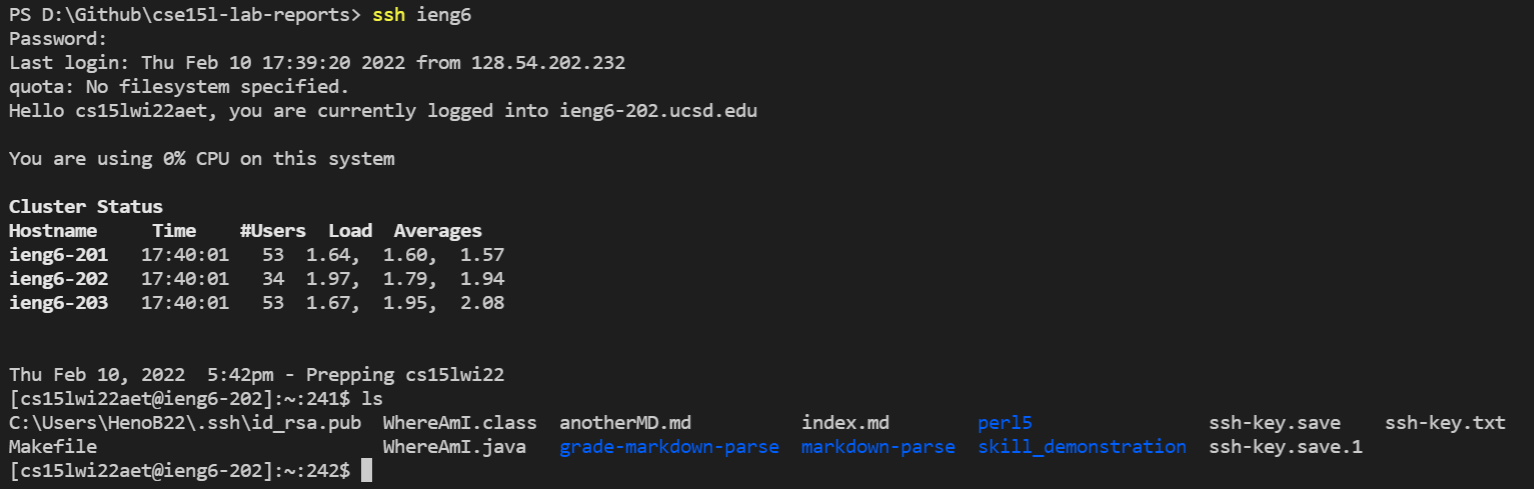 PS D:\Github\cse15l-lab-reports> ssh ieng6
Password:
Last login: Thu Feb 10 17:39:20 2022 from 128.54.202.232
quota: No filesystem specified.
Hello cs15lwi22aet, you are currently logged into ieng6-202.ucsd.edu
You are using 0% CPU on this system
Cluster Status
Hostname     Time    #Users  Load  Averages
ieng6-201   17:40:01   53  1.64,  1.60,  1.57
ieng6-202   17:40:01   34  1.97,  1.79,  1.94
ieng6-203   17:40:01   53  1.67,  1.95,  2.08
Thu Feb 10, 2022  5:42pm - Prepping cs15lwi22
[cs15lwi22aet@ieng6-202]:~:241$ ls
C:\Users\HenoB22\.ssh\id_rsa.pub  WhereAmI.class  anotherMD.md          index.md        perl5                ssh-key.save    ssh-key.txt
Makefile                          WhereAmI.java   grade-markdown-parse  markdown-parse  skill_demonstration  ssh-key.save.1
[cs15lwi22aet@ieng6-202]:~:242$